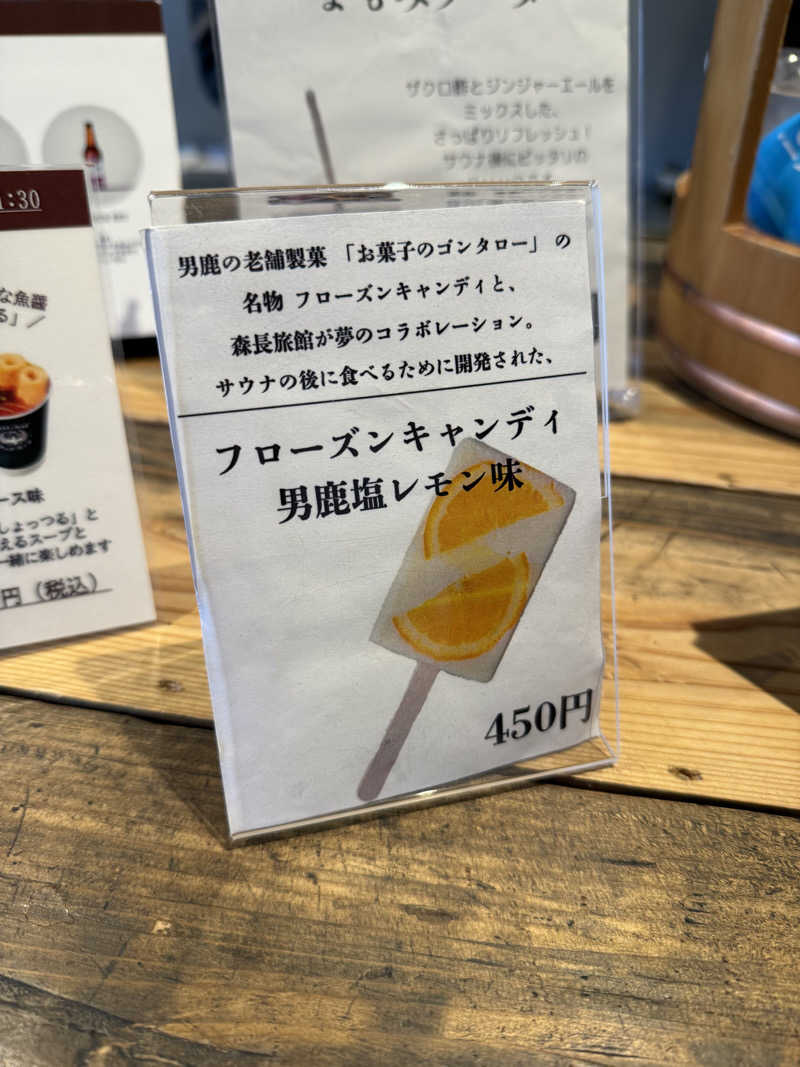 男鹿の老舗製菓 「お菓子のゴンタロー」 の
名物 フローズンキャンディと、
森長旅館が夢のコラボレーション。
サウナの後に食べるために開発された、
フローズンキャンディ
男鹿塩レモン味
450円
ザクロ酢とジンジャーエールを
ミックスした、
さっぱりリフレッシュ!
サウナ後にピッタリの
:30
な魚醤
る」/
ース味
しょっつる」と
えるスープと
一緒に楽しめます
円(税込)